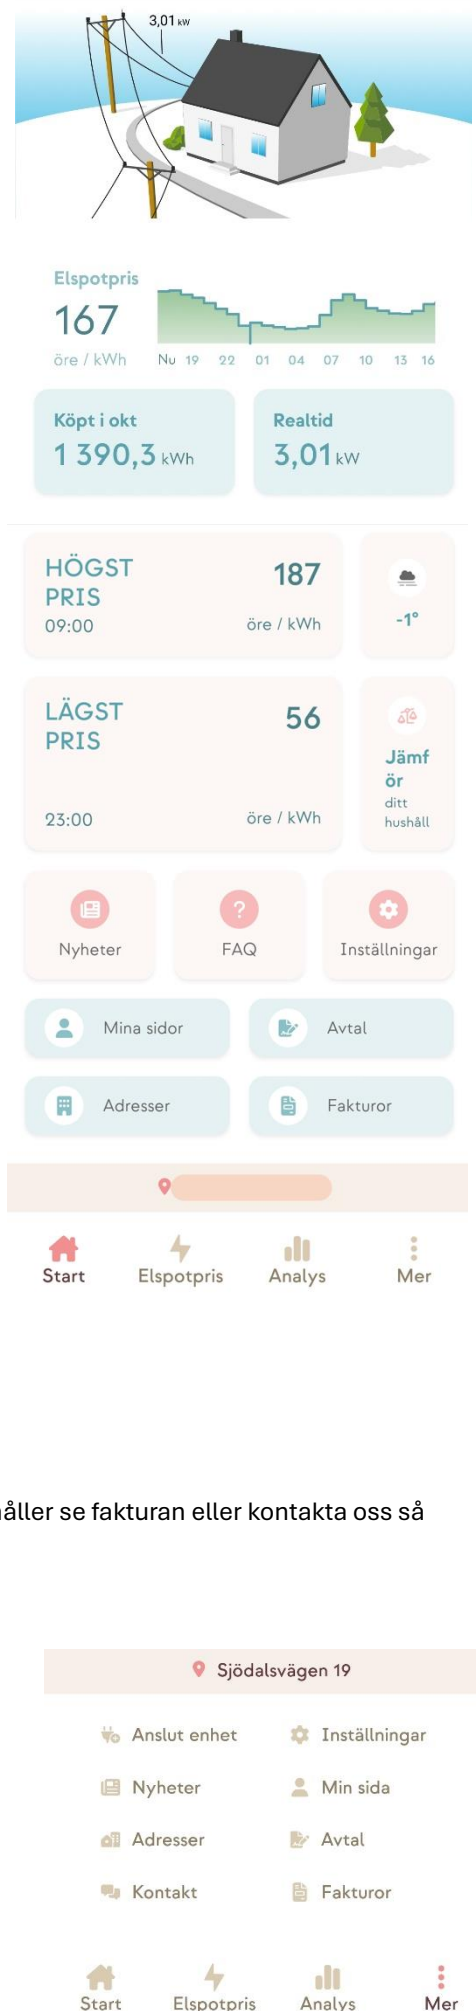 3,01 kW
Elspotpris
167
öre / kWh
Nu 19 22 01 04 07 10 13 16
Köpt i okt
1 390,3 kWh
Realtid
3,01 kW
HÖGST
PRIS
09:00
187
öre / kWh
-1°
LÄGST
PRIS
23:00
56
öre / kWh
Jämf
ör
ditt
hushåll
Nyheter
FAQ
Inställningar
Mina sidor
Avtal
Adresser
Fakturor
Start
Elspotpris
Analys
Mer
åller se fakturan eller kontakta oss så
Sjödalsvägen 19
Anslut enhet
Inställningar
Nyheter
Min sida
Adresser
Avtal
Kontakt
Fakturor
Start
Elspotpris
Analys
Mer